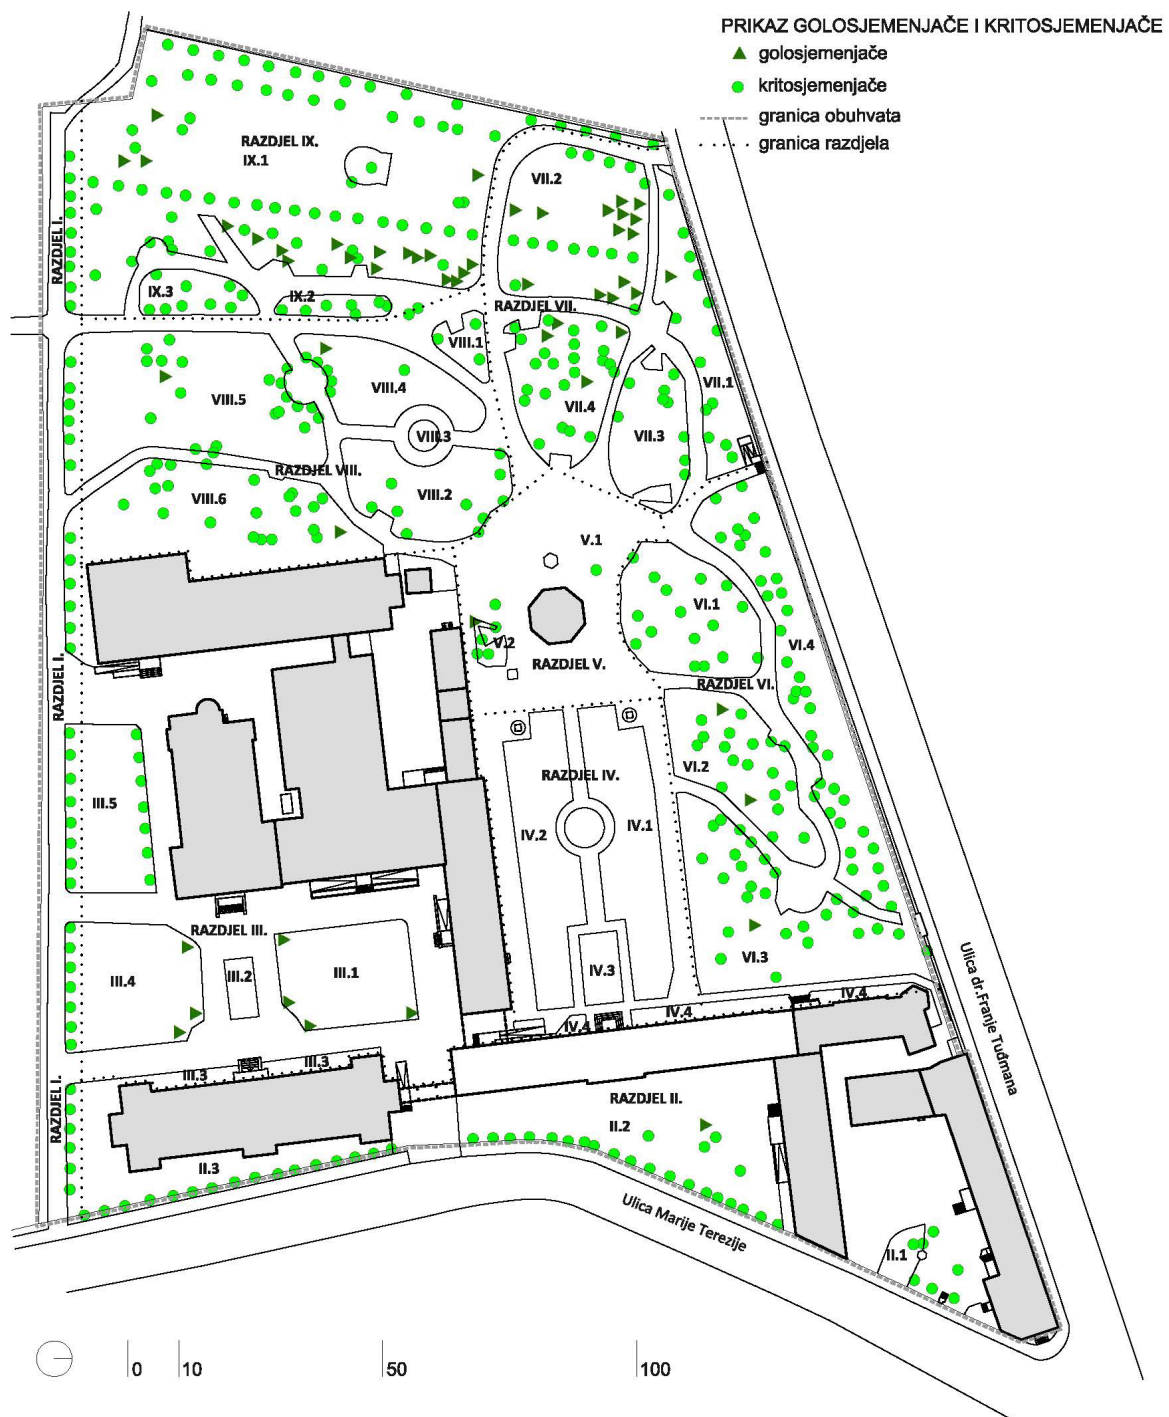 PRIKAZ GOLOSJEMENJAČE I KRITOSJEMENJAČE
golosjemenjače
kritosjemenjače
granica obuhvata
granica razdjela
RAZDJEL IX.
IX.1
VII.2
RAZDJEL I.
IX.3
IX.2
RAZDJEL VII.
VIII.1
VIII.4
VII.1
VIII.5
VII.4
VIII.3
VII.3
RAZDJEL VIII.
VIII.6
VIII.2
V.1
VI.1
V.2
VI.4
RAZDJEL V.
RAZDJEL I.
RAZDJEL VI.
VI.2
RAZDJEL IV.
III.5
IV.2
IV.1
RAZDJEL III.
III.4
III.2
III.1
IV.3
VI.3
IV.4
IV.4
IV.4
Ulica dr.Franje Tuđmana
III.3
III.3
RAZDJEL I.
RAZDJEL II.
II.2
II.3
Ulica Marije Terezije
II.1
0
10
50
100